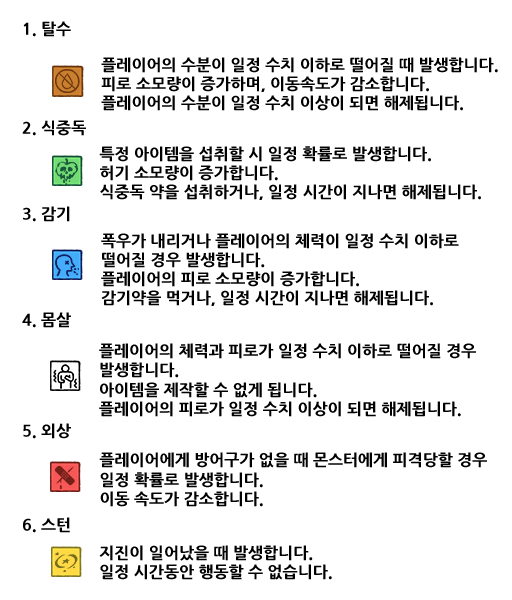 1. 탈수
플레이어의 수분이 일정 수치 이하로 떨어질 때 발생합니다.
피로 소모량이 증가하며, 이동속도가 감소합니다.
플레이어의 수분이 일정 수치 이상이 되면 해제됩니다.
2. 식중독
특정 아이템을 섭취할 시 일정 확률로 발생합니다.
허기 소모량이 증가합니다.
식중독 약을 섭취하거나, 일정 시간이 지나면 해제됩니다.
3. 감기
폭우가 내리거나 플레이어의 체력이 일정 수치 이하로
떨어질 경우 발생합니다.
플레이어의 피로 소모량이 증가합니다.
감기약을 먹거나, 일정 시간이 지나면 해제됩니다.
4. 몸살
플레이어의 체력과 피로가 일정 수치 이하로 떨어질 경우
발생합니다.
아이템을 제작할 수 없게 됩니다.
플레이어의 피로가 일정 수치 이상이 되면 해제됩니다.
5. 외상
플레이어에게 방어구가 없을 때 몬스터에게 피격당할 경우
일정 확률로 발생합니다.
이동 속도가 감소합니다.
6. 스턴
지진이 일어났을 때 발생합니다.
일정 시간동안 행동할 수 없습니다.